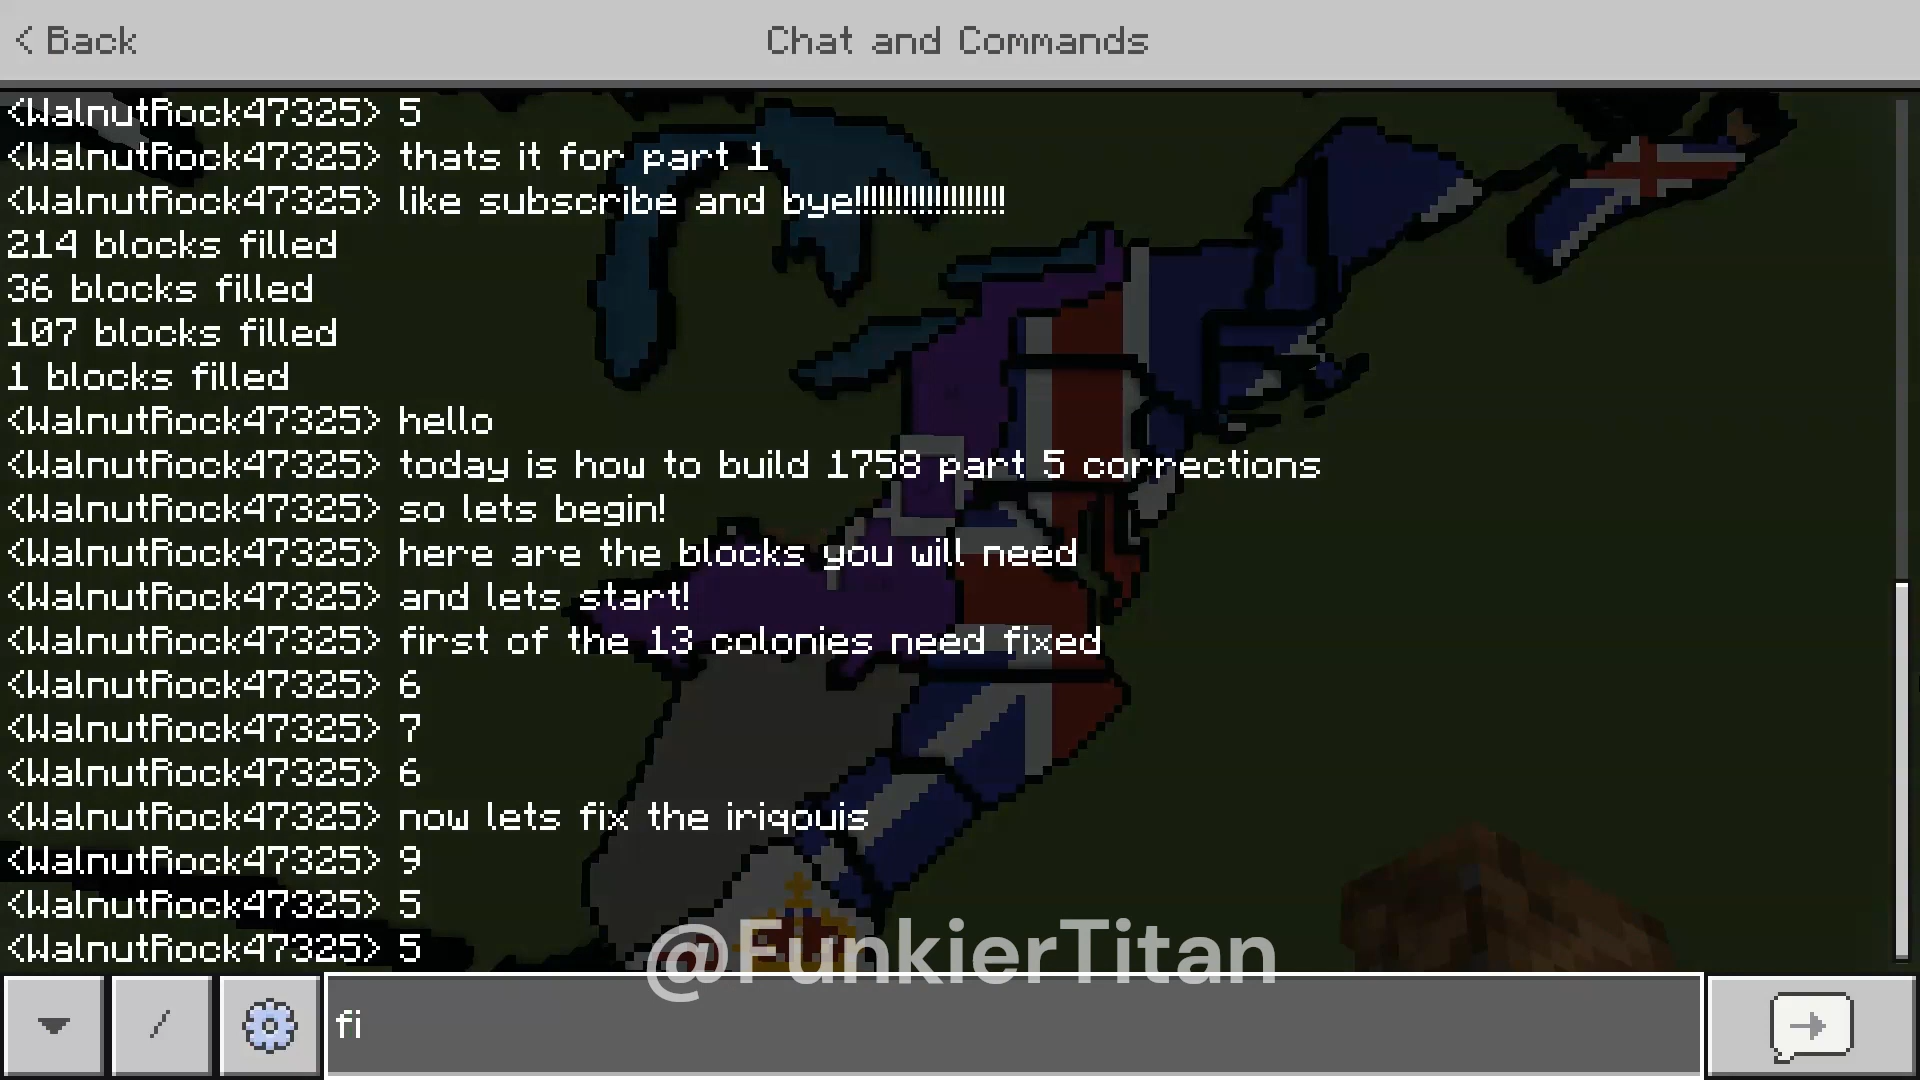 < Back
Chat and Commands
<WalnutRock47325> 5
<WalnutRock47325> thats it for part 1
<WalnutRock47325> like subscribe and bye!!!!!!!!!!!!!!!!!!!
214 blocks filled
36 blocks filled
107 blocks filled
1 blocks filled
<WalnutRock47325> hello
<WalnutRock47325> today is how to build 1758 part 5 corrections
<WalnutRock47325> so lets begin!
<WalnutRock47325> here are the blocks you will need
<WalnutRock47325> and lets start!
<WalnutRock47325> first of the 13 colonies need fixed
<WalnutRock47325> 6
<WalnutRock47325> 7
<WalnutRock47325> 6
<WalnutRock47325> now lets fix the iriqouis
<WalnutRock47325> 9
<WalnutRock47325> 5
<WalnutRock47325> 5
@FunkierTitan
/
fi